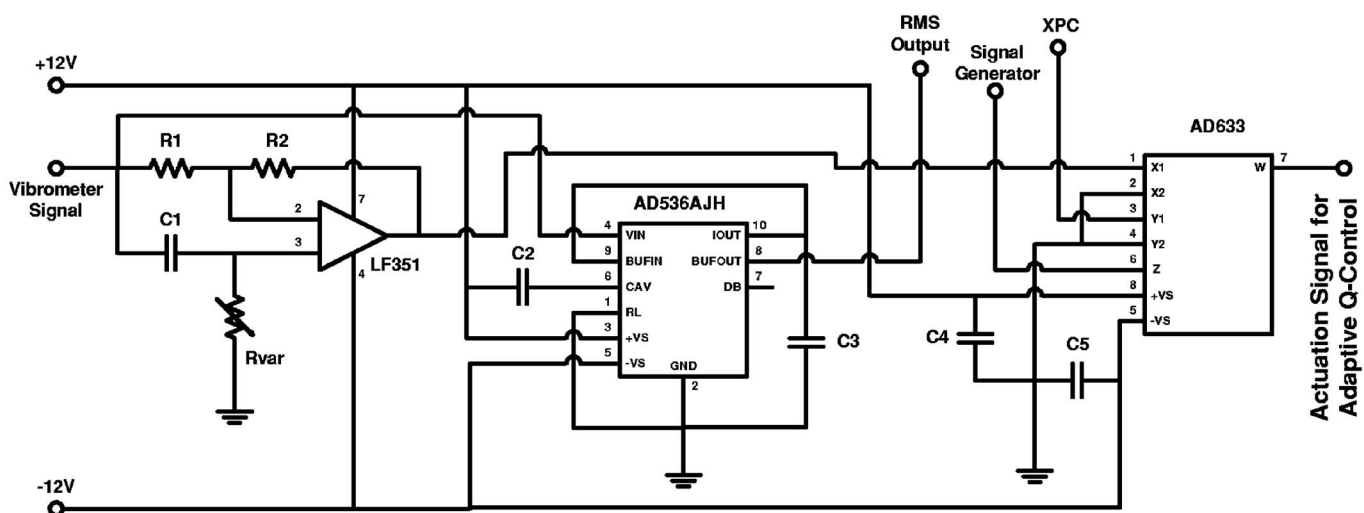 RMS
Output
XPC
Signal
Generator
+12V
AD633
R1
R2
1
X1
W
7
2
X2
Vibrometer
Signal
7
AD536AJH
3
Y1
2
C1
4
VIN
IOUT
10
4
Y2
3
LF351
C2
9
BUFIN
BUFOUT
8
6
Z
4
6
CAV
DB
7
8
+VS
1
RL
5
-VS
Rvar
3
+VS
C3
C4
C5
5
-VS
GND
2
-12V
Actuation Signal for
Adaptive Q-Control